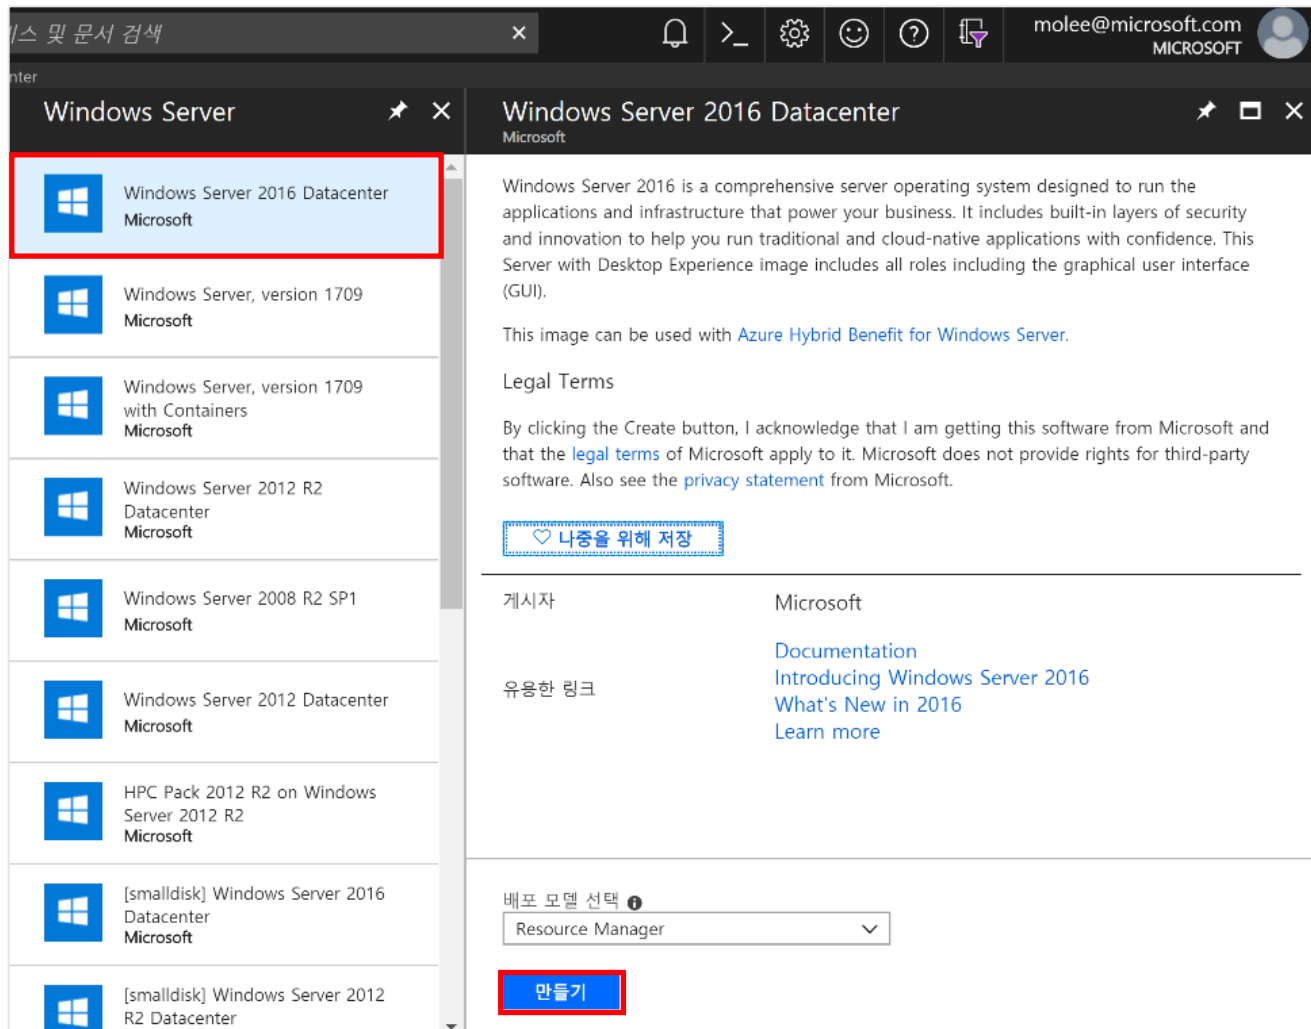 스 및 문서 검색
molee@microsoft.com
MICROSOFT
nter
Windows Server
Windows Server 2016 Datacenter
Microsoft
Windows Server, version 1709
Microsoft
Windows Server, version 1709
with Containers
Microsoft
Windows Server 2012 R2
Datacenter
Microsoft
Windows Server 2008 R2 SP1
Microsoft
Windows Server 2012 Datacenter
Microsoft
HPC Pack 2012 R2 on Windows
Server 2012 R2
Microsoft
[smalldisk] Windows Server 2016
Datacenter
Microsoft
[smalldisk] Windows Server 2012
R2 Datacenter
Windows Server 2016 Datacenter
Microsoft
Windows Server 2016 is a comprehensive server operating system designed to run the
applications and infrastructure that power your business. It includes built-in layers of security
and innovation to help you run traditional and cloud-native applications with confidence. This
Server with Desktop Experience image includes all roles including the graphical user interface
(GUI).
This image can be used with Azure Hybrid Benefit for Windows Server.
Legal Terms
By clicking the Create button, I acknowledge that I am getting this software from Microsoft and
that the legal terms of Microsoft apply to it. Microsoft does not provide rights for third-party
software. Also see the privacy statement from Microsoft.
나중을 위해 저장
게시자
Microsoft
유용한 링크
Documentation
Introducing Windows Server 2016
What's New in 2016
Learn more
배포 모델 선택
Resource Manager
만들기